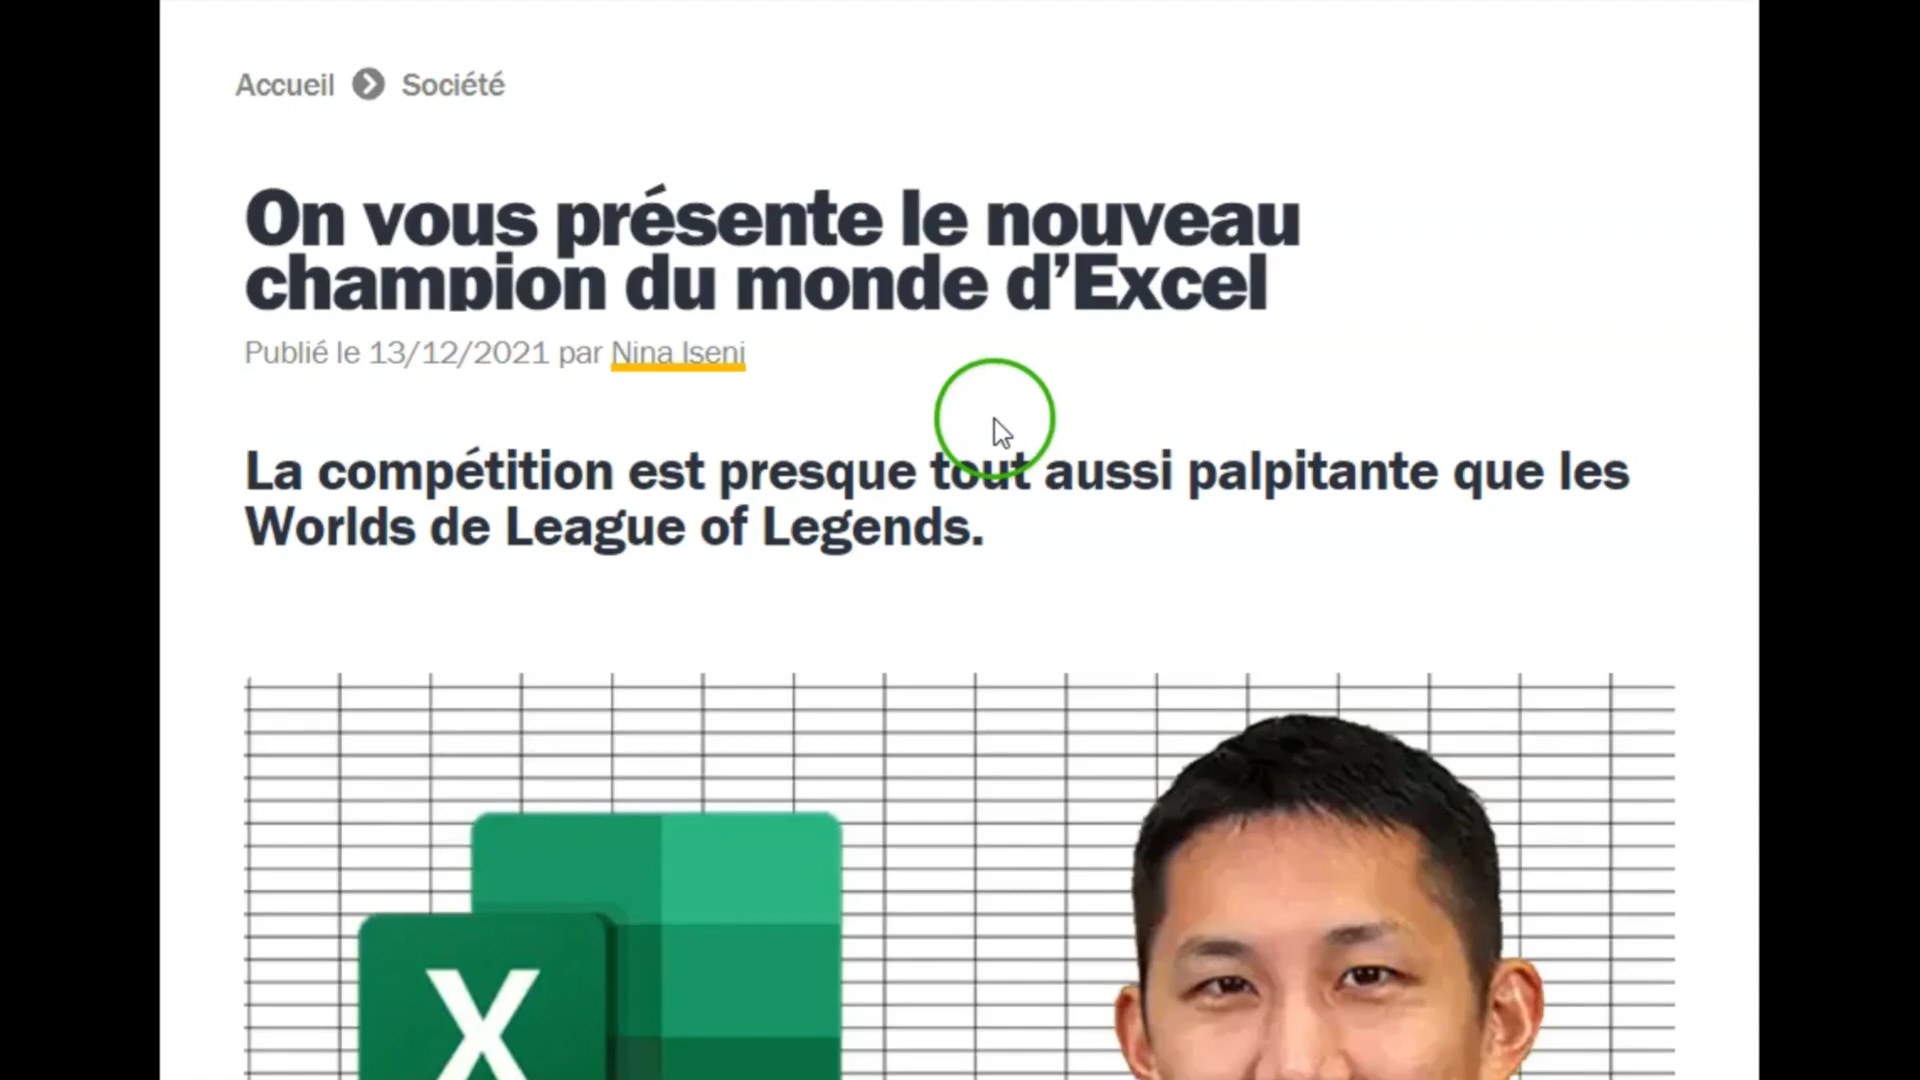 Accueil Société
On vous présente le nouveau
champion du monde d’Excel
Publié le 13/12/2021 par Nina Iseni
La compétition est presque tout aussi palpitante que les
Worlds de League of Legends.
X